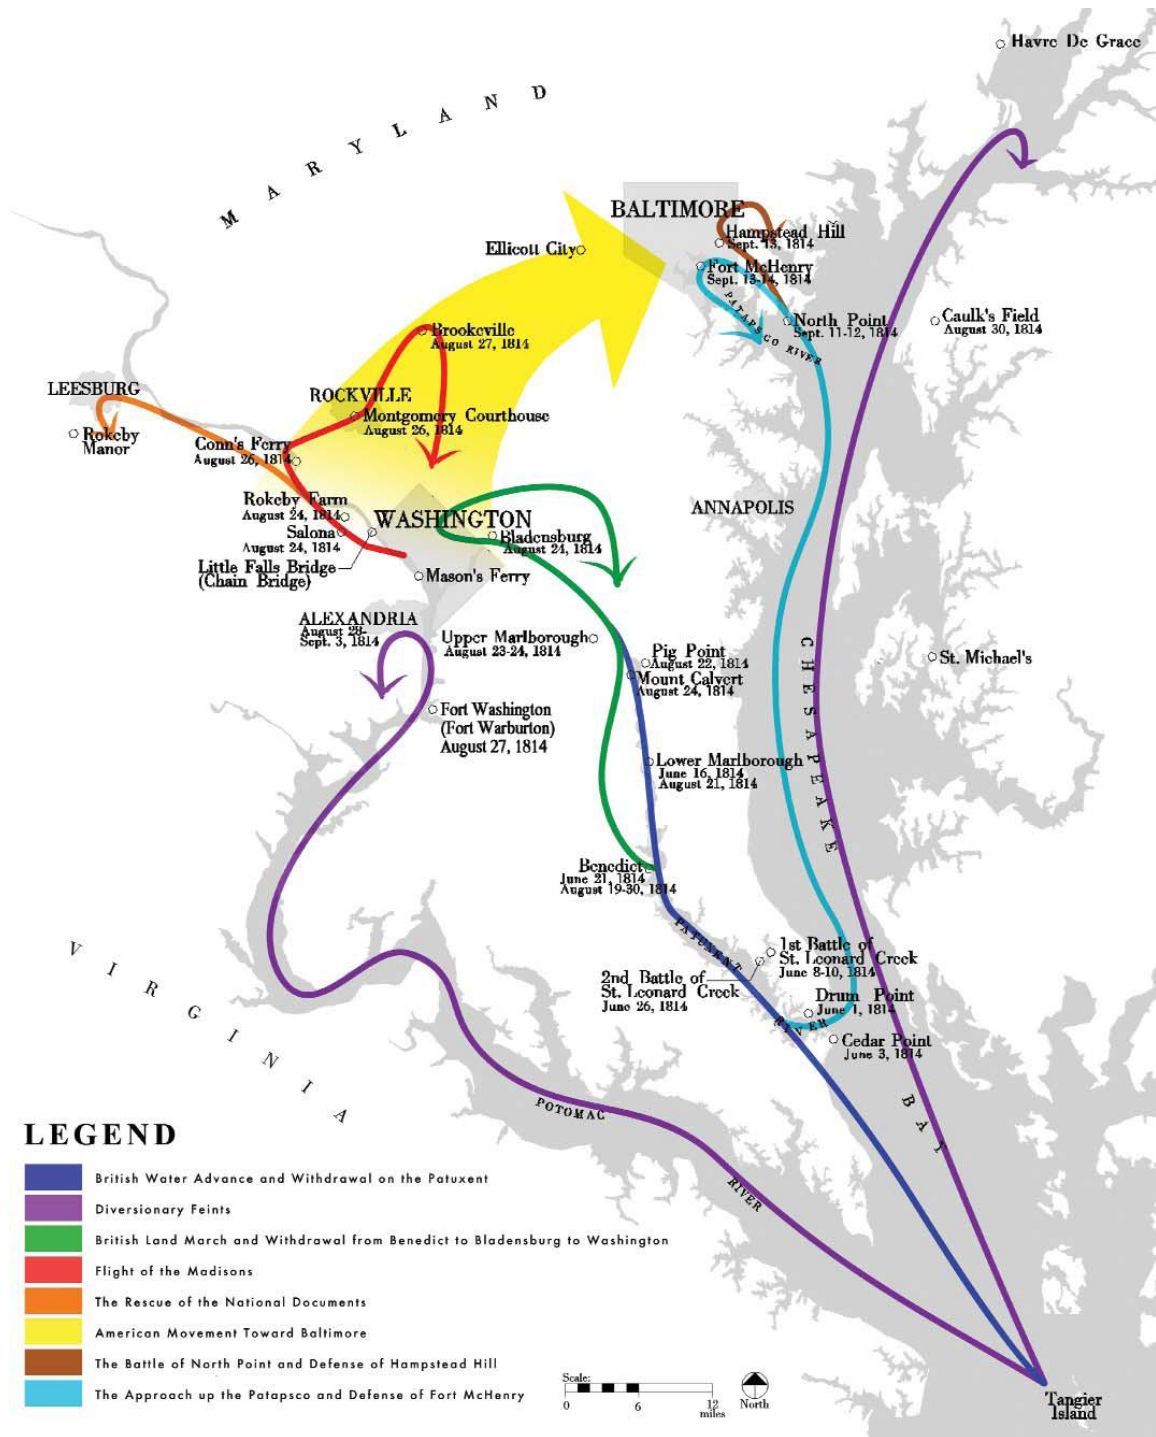 Havre De Grace
MARYLAND
BALTIMORE
Hampstead Hill
Sept. 13, 1814
Ellicott City
Fort McHenry
Sept. 13-14, 1814
PATAPSCO RIVER
North Point
Sept. 11-12, 1814
Caulk's Field
August 30, 1814
Brookeville
August 27, 1814
LEESBURG
ROCKVILLE
Montgomery Courthouse
August 26, 1814
Rokeby
Manor
Conn's Ferry
August 26, 1814
Rokeby Farm
August 24, 1814
WASHINGTON
ANNAPOLIS
Salona
August 24, 1814
Bladensburg
August 24, 1814
Little Falls Bridge
(Chain Bridge)
Mason's Ferry
ALEXANDRIA
August 28-
Sept. 3, 1814
Upper Marlborough
August 23-24, 1814
Pig Point
August 22, 1814
Mount Calvert
August 24, 1814
St. Michael's
CHESAPEAKE
BAY
Fort Washington
(Fort Warburton)
August 27, 1814
Lower Marlborough
June 16, 1814
August 21, 1814
Benedict
June 21, 1814
August 19-30, 1814
PATUXENT
RIVER
1st Battle of
St. Leonard Creek
June 8-10, 1814
2nd Battle of
St. Leonard Creek
June 26, 1814
Drum Point
June 1, 1814
Cedar Point
June 3, 1814
VIRGINIA
POTOMAC
RIVER
LEGEND
British Water Advance and Withdrawal on the Patuxent
Diversionary Feints
British Land March and Withdrawal from Benedict to Bladensburg to Washington
Flight of the Madisons
The Rescue of the National Documents
American Movement Toward Baltimore
The Battle of North Point and Defense of Hampstead Hill
The Approach up the Patapsco and Defense of Fort McHenry
Scale:
0 6 12
miles
North
Tangier
Island